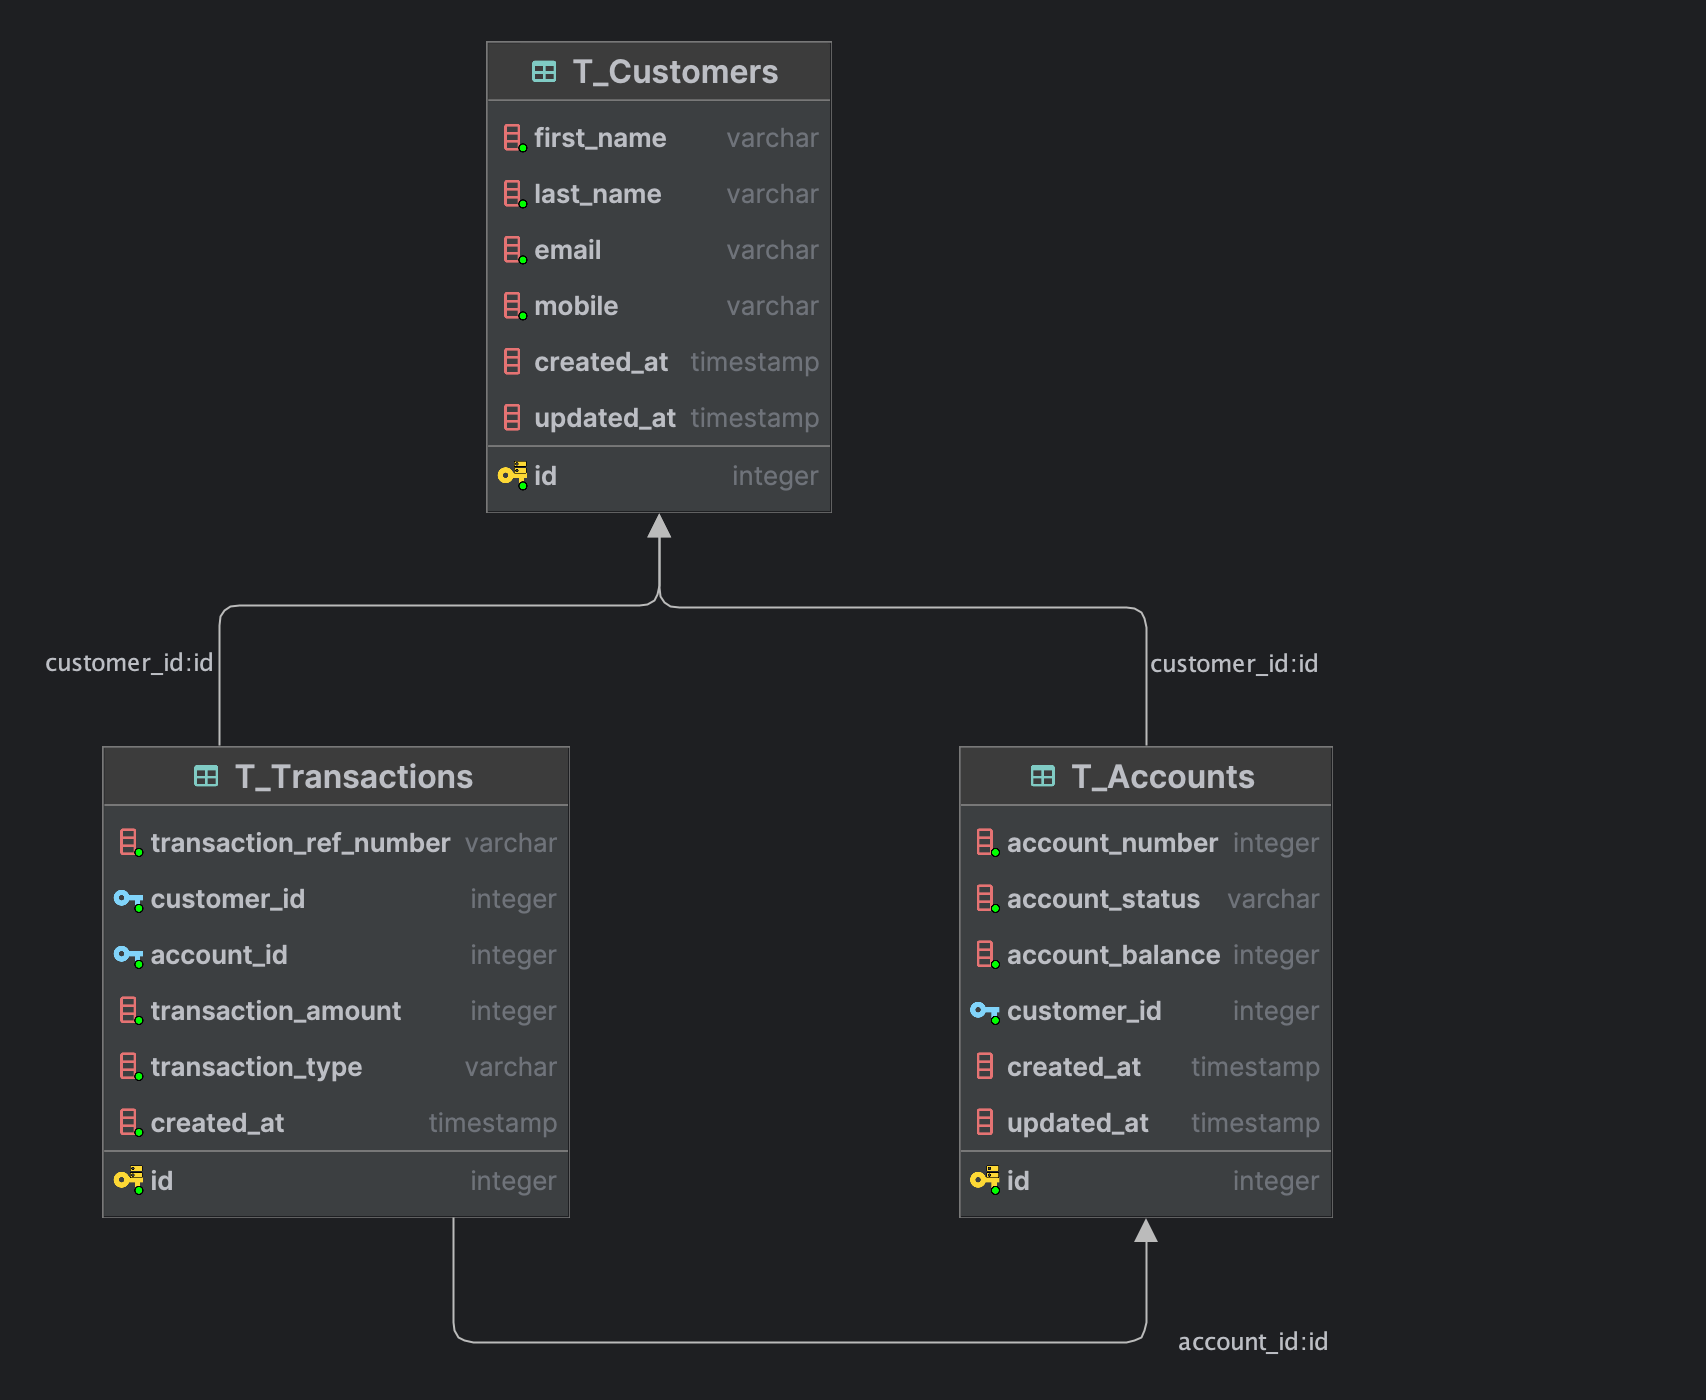 T_Customers
first_name varchar
last_name varchar
email varchar
mobile varchar
created_at timestamp
updated_at timestamp
id integer
customer_id:id
customer_id:id
T_Transactions
transaction_ref_number varchar
customer_id integer
account_id integer
transaction_amount integer
transaction_type varchar
created_at timestamp
id integer
T_Accounts
account_number integer
account_status varchar
account_balance integer
customer_id integer
created_at timestamp
updated_at timestamp
id integer
account_id:id